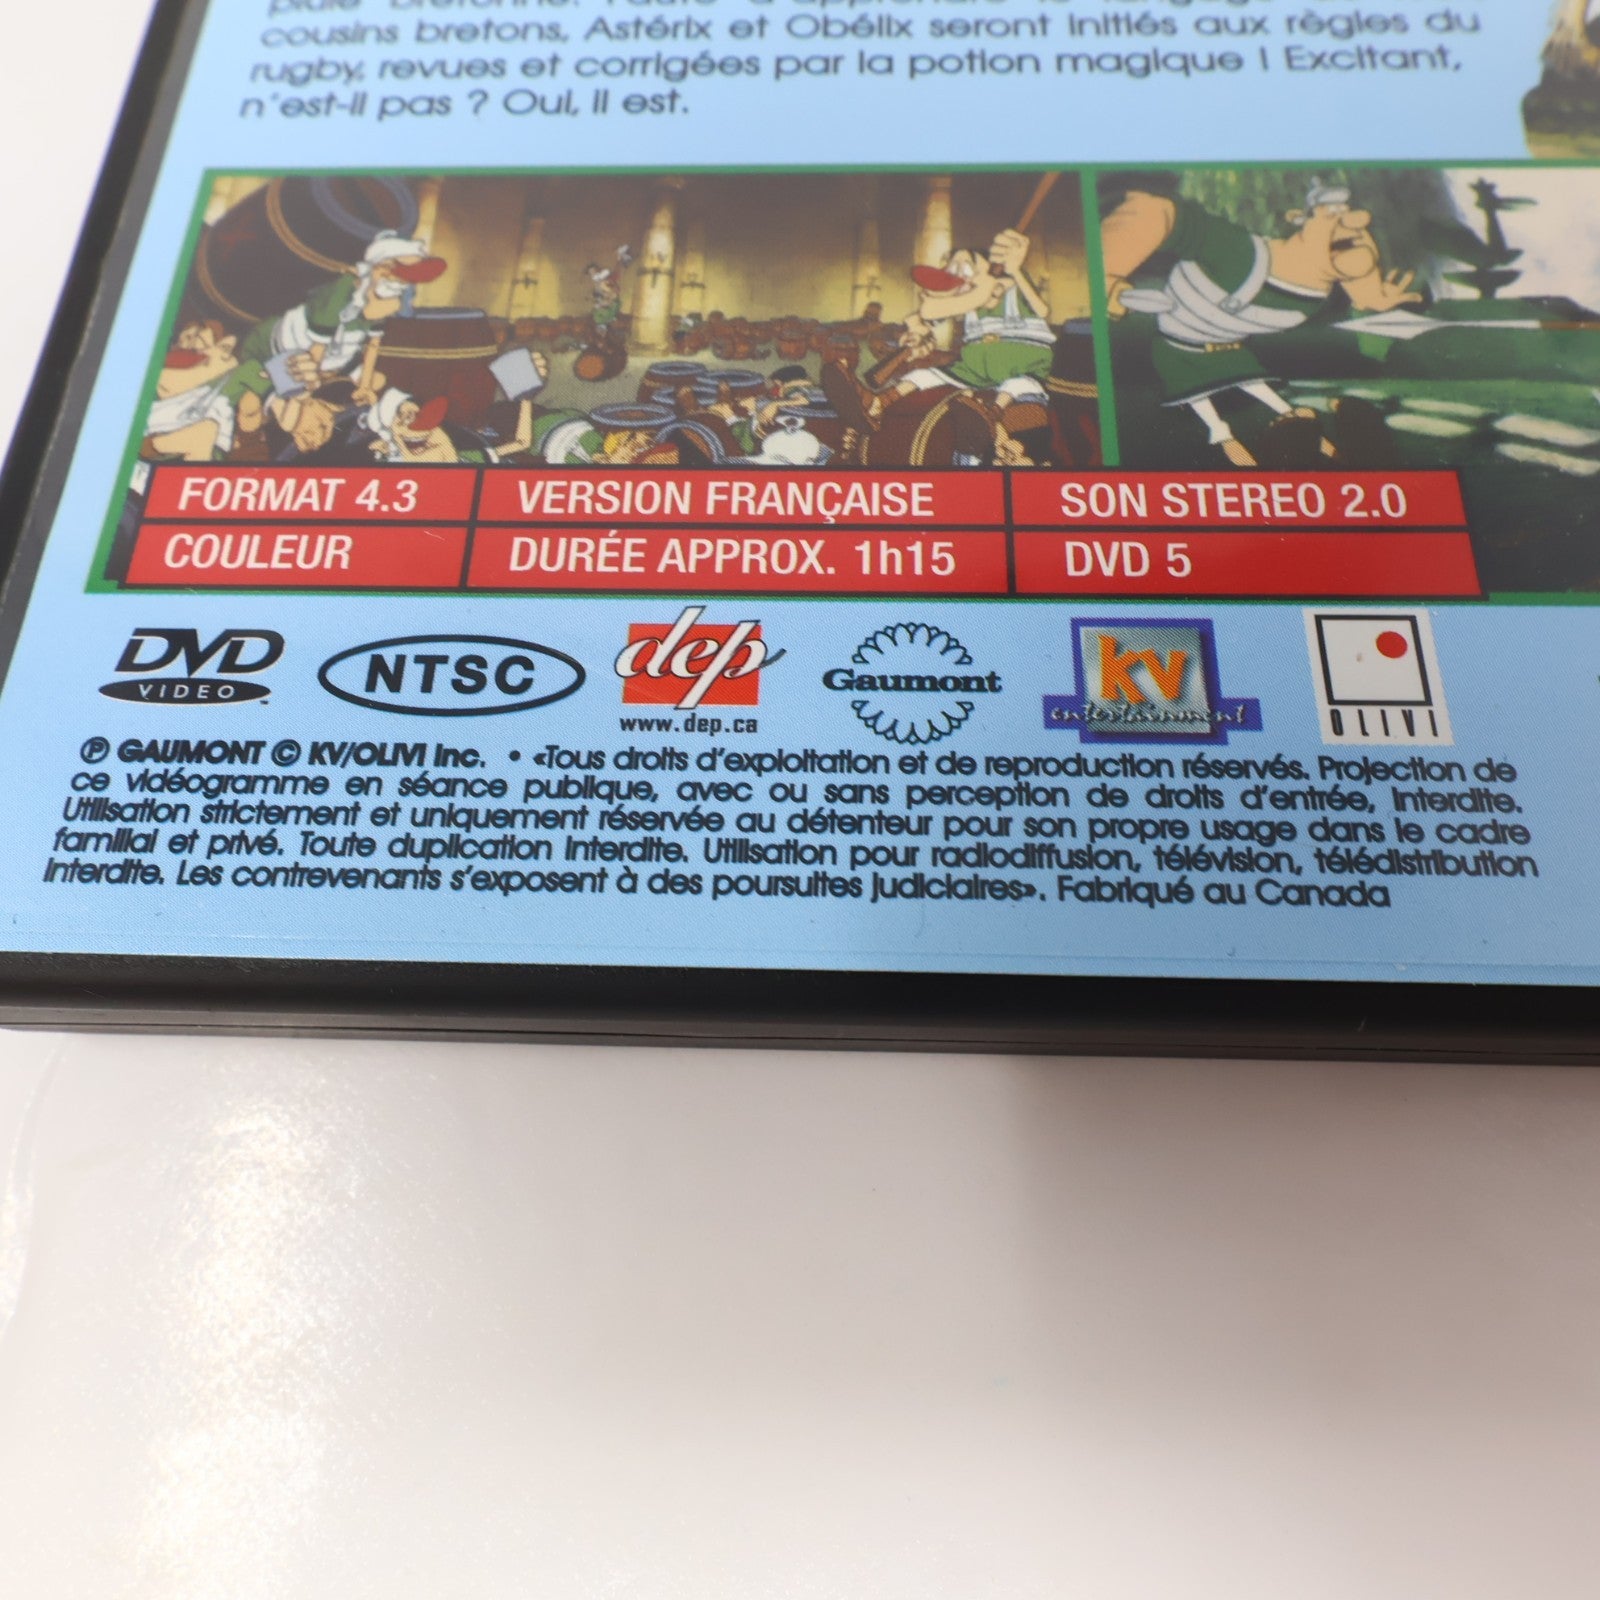 pluie bretonne.
cousins bretons, Astérix et Obélix seront initiés aux règles du
rugby, revues et corrigées par la potion magique ! Excitant,
n'est-il pas ? Oui, il est.
FORMAT 4.3
VERSION FRANÇAISE
SON STEREO 2.0
COULEUR
DURÉE APPROX. 1h15
DVD 5
DVD
VIDEO
NTSC
dep
www.dep.ca
Gaumont
kv
entertainment
OLIVI
℗ GAUMONT © KV/OLIVI Inc. • «Tous droits d'exploitation et de reproduction réservés. Projection de
ce vidéogramme en séance publique, avec ou sans perception de droits d'entrée, interdite.
Utilisation strictement et uniquement réservée au détenteur pour son propre usage dans le cadre
familial et privé. Toute duplication interdite. Utilisation pour radiodiffusion, télévision, télédistribution
interdite. Les contrevenants s'exposent à des poursuites judiciaires». Fabriqué au Canada